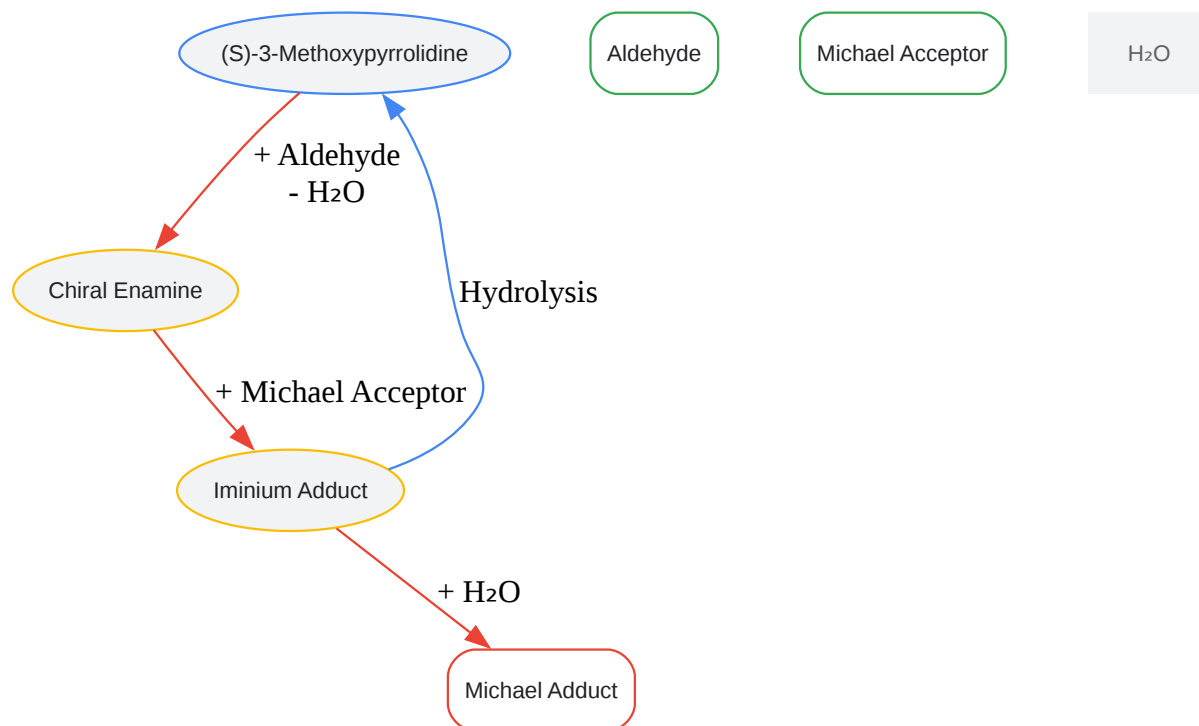 (S)-3-Methoxypyrrolidine
Aldehyde
Michael Acceptor
H₂O
+ Aldehyde
- H₂O
Chiral Enamine
Hydrolysis
+ Michael Acceptor
Iminium Adduct
+ H₂O
Michael Adduct